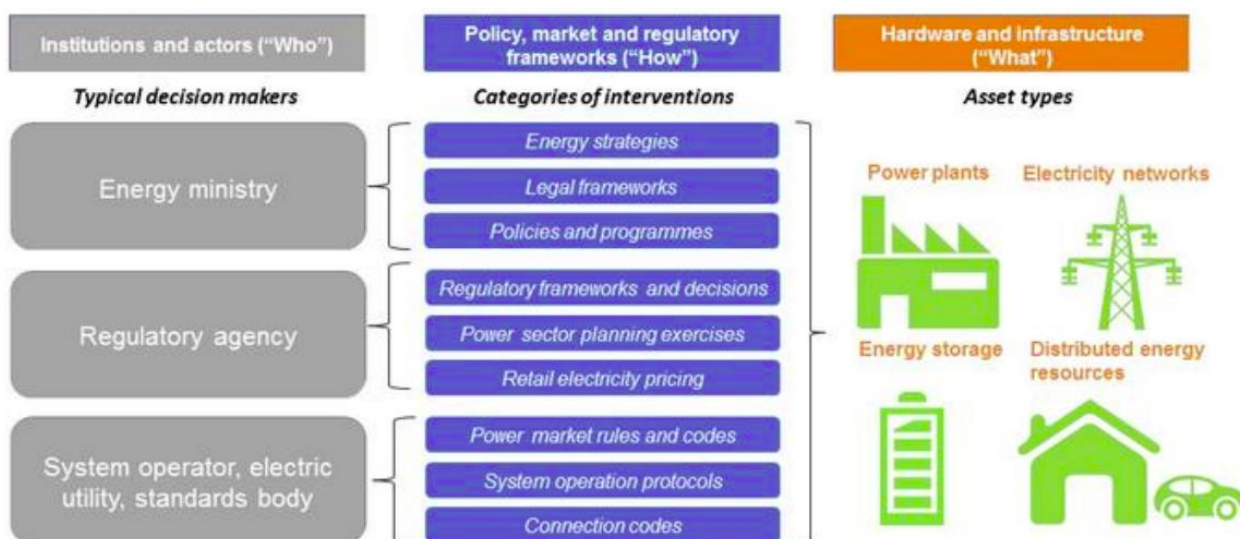 Institutions and actors (“Who”)
Policy, market and regulatory
frameworks (“How”)
Hardware and infrastructure
(“What”)
Typical decision makers
Categories of interventions
Asset types
Energy ministry
Energy strategies
Legal frameworks
Policies and programmes
Regulatory agency
Regulatory frameworks and decisions
Power sector planning exercises
Retail electricity pricing
System operator, electric
utility, standards body
Power market rules and codes
System operation protocols
Connection codes
Power plants
Electricity networks
Energy storage
Distributed energy
resources